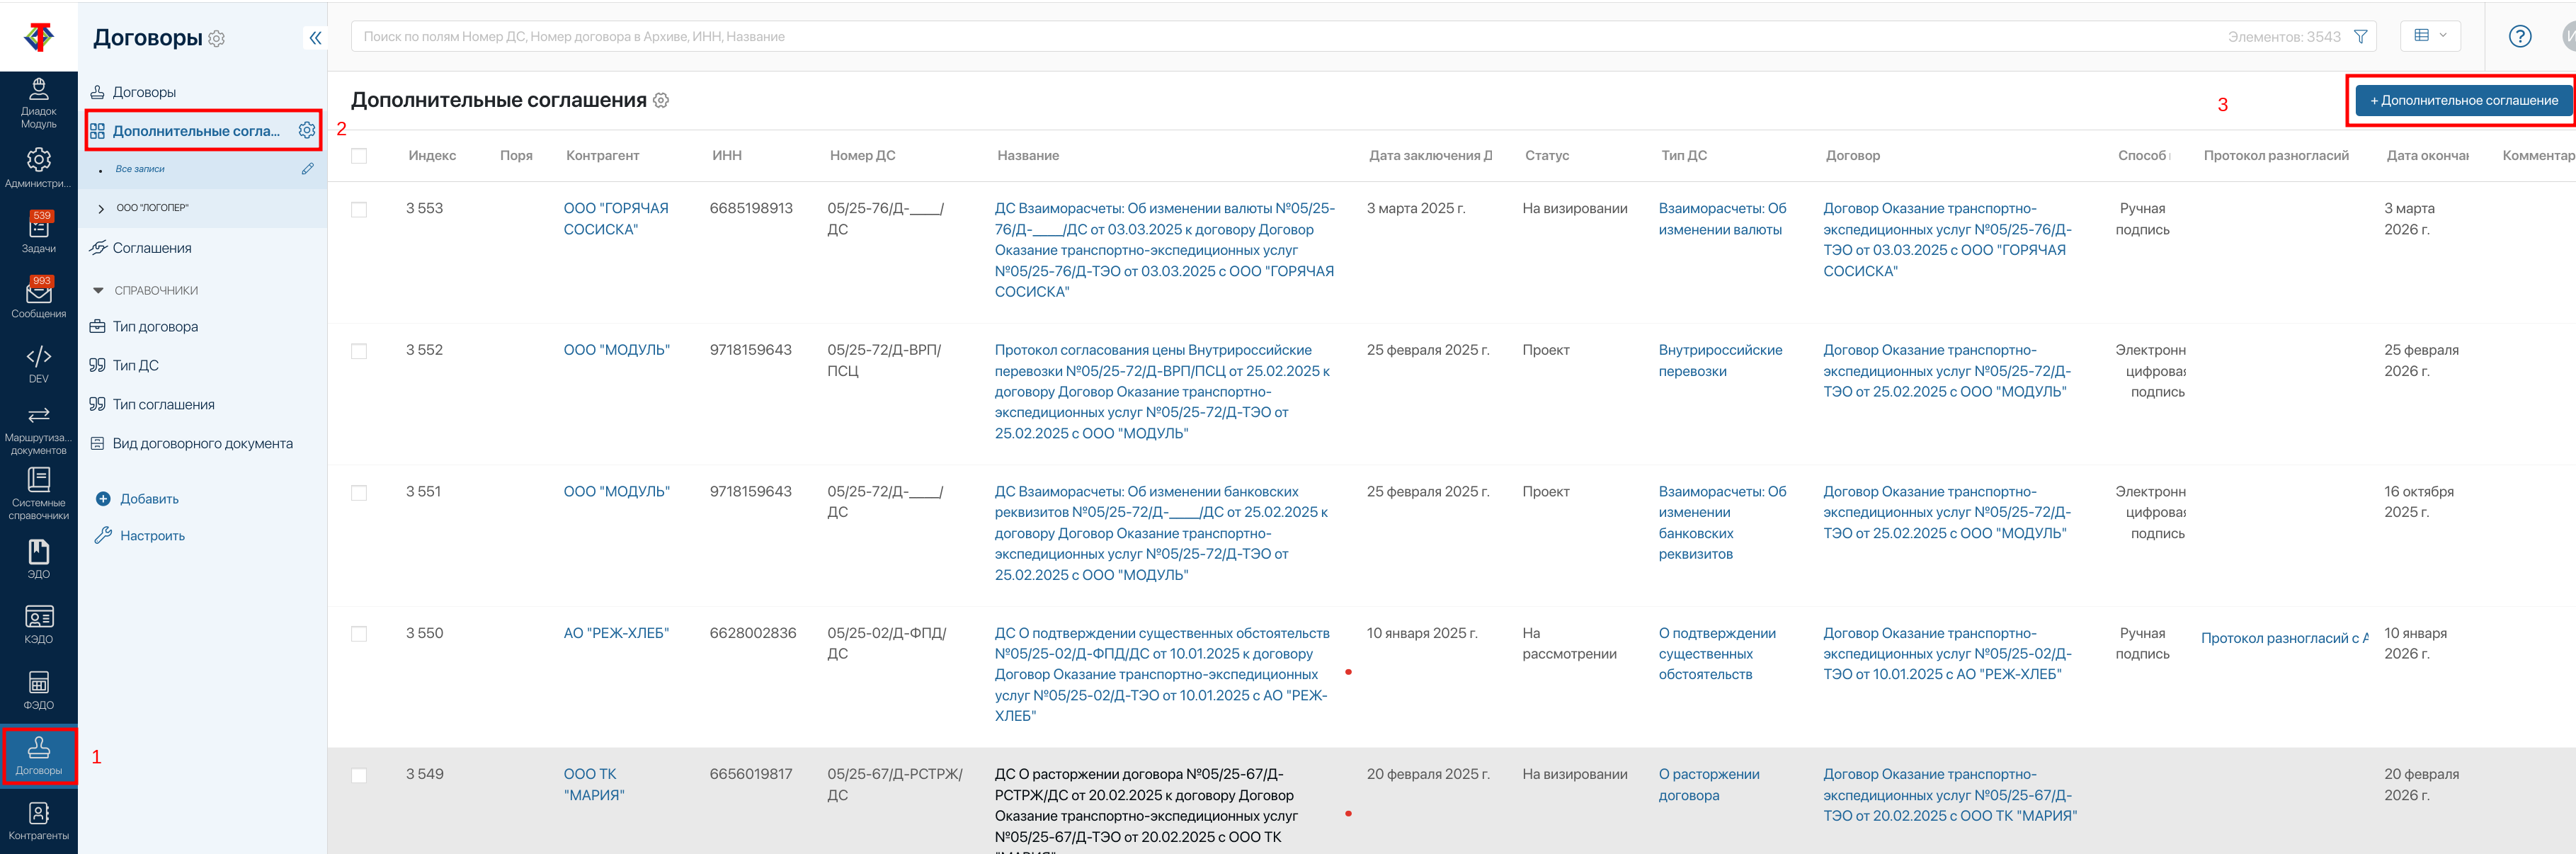 Договоры
Поиск по полям Номер ДС, Номер договора в Архиве, ИНН, Название
Элементов: 3543
Диадок
Модуль
Администри...
539
Задачи
993
Сообщения
DEV
Маршрутиза...
документов
Системные
справочники
ЭДО
КЭДО
ФЭДО
Договоры
1
Контрагенты
Договоры
Дополнительные согла...
2
Все записи
ООО "ЛОГОПЕР"
Соглашения
СПРАВОЧНИКИ
Тип договора
Тип ДС
Тип соглашения
Вид договорного документа
Добавить
Настроить
Дополнительные соглашения
3
+ Дополнительное соглашение
Индекс Поря Контрагент ИНН Номер ДС Название Дата заключения Статус Тип ДС Договор Способ Протокол разногласий Дата оконча Коммента
3 553
ООО "ГОРЯЧАЯ
СОСИСКА"
6685198913
05/25-76/Д-____/
ДС
ДС Взаиморасчеты: Об изменении валюты №05/25-
76/Д-____/ДС от 03.03.2025 к договору Договор
Оказание транспортно-экспедиционных услуг
№05/25-76/Д-ТЭО от 03.03.2025 с ООО "ГОРЯЧАЯ
СОСИСКА"
3 марта 2025 г.
На визировании
Взаиморасчеты: Об
изменении валюты
Договор Оказание транспортно-
экспедиционных услуг №05/25-76/Д-
ТЭО от 03.03.2025 с ООО "ГОРЯЧАЯ
СОСИСКА"
Ручная
подпись
3 марта
2026 г.
3 552
ООО "МОДУЛЬ"
9718159643
05/25-72/Д-ВРП/
ПСЦ
Протокол согласования цены Внутрироссийские
перевозки №05/25-72/Д-ВРП/ПСЦ от 25.02.2025 к
договору Договор Оказание транспортно-
экспедиционных услуг №05/25-72/Д-ТЭО от
25.02.2025 с ООО "МОДУЛЬ"
25 февраля 2025 г.
Проект
Внутрироссийские
перевозки
Договор Оказание транспортно-
экспедиционных услуг №05/25-72/Д-
ТЭО от 25.02.2025 с ООО "МОДУЛЬ"
Электронн
цифровая
подпись
25 февраля
2026 г.
3 551
ООО "МОДУЛЬ"
9718159643
05/25-72/Д-____/
ДС
ДС Взаиморасчеты: Об изменении банковских
реквизитов №05/25-72/Д-____/ДС от 25.02.2025 к
договору Договор Оказание транспортно-
экспедиционных услуг №05/25-72/Д-ТЭО от
25.02.2025 с ООО "МОДУЛЬ"
25 февраля 2025 г.
Проект
Взаиморасчеты: Об
изменении
банковских
реквизитов
Договор Оказание транспортно-
экспедиционных услуг №05/25-72/Д-
ТЭО от 25.02.2025 с ООО "МОДУЛЬ"
Электронн
цифровая
подпись
16 октября
2025 г.
3 550
АО "РЕЖ-ХЛЕБ"
6628002836
05/25-02/Д-ФПД/
ДС
ДС О подтверждении существенных обстоятельств
№05/25-02/Д-ФПД/ДС от 10.01.2025 к договору
Договор Оказание транспортно-экспедиционных
услуг №05/25-02/Д-ТЭО от 10.01.2025 с АО "РЕЖ-
ХЛЕБ"
10 января 2025 г.
На
рассмотрении
О подтверждении
существенных
обстоятельств
Договор Оказание транспортно-
экспедиционных услуг №05/25-02/Д-
ТЭО от 10.01.2025 с АО "РЕЖ-ХЛЕБ"
Ручная
подпись
Протокол разногласий с А
10 января
2026 г.
3 549
ООО ТК
"МАРИЯ"
6656019817
05/25-67/Д-РСТРЖ/
ДС
ДС О расторжении договора №05/25-67/Д-
РСТРЖ/ДС от 20.02.2025 к договору Договор
Оказание транспортно-экспедиционных услуг
№05/25-67/Д-ТЭО от 20.02.2025 с ООО ТК
"МАРИЯ"
20 февраля 2025 г.
На визировании
О расторжении
договора
Договор Оказание транспортно-
экспедиционных услуг №05/25-67/Д-
ТЭО от 20.02.2025 с ООО ТК "МАРИЯ"
20 февраля
2026 г.